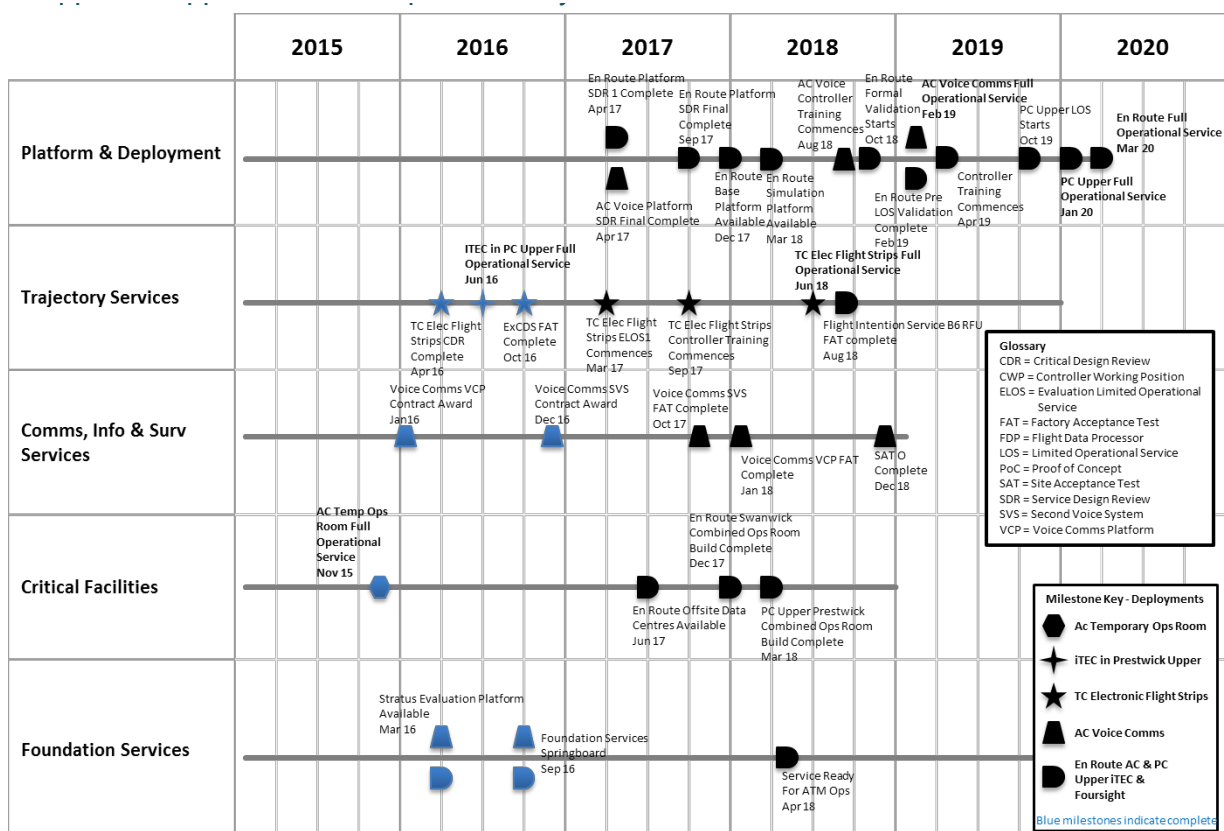 2015
2016
2017
2018
2019
2020
Platform & Deployment
En Route Platform
SDR 1 Complete
Apr 17
En Route Platform
SDR Final
Complete
Sep 17
AC Voice
Controller
Training
Commences
Aug 18
En Route
Formal
Validation
Starts
Oct 18
AC Voice Comms Full
Operational Service
Feb 19
PC Upper LOS
Starts
Oct 19
En Route Full
Operational Service
Mar 20
AC Voice Platform
SDR Final Complete
Apr 17
En Route
Base
Platform
Available
Dec 17
En Route
Simulation
Platform
Available
Mar 18
En Route Pre
LOS Validation
Complete
Feb 19
Controller
Training
Commences
Apr 19
PC Upper Full
Operational Service
Jan 20
Trajectory Services
ITEC in PC Upper Full
Operational Service
Jun 16
TC Elec Flight Strips Full
Operational Service
Jun 18
TC Elec Flight
Strips CDR
Complete
Apr 16
ExCDS FAT
Complete
Oct 16
TC Elec Flight
Strips ELOS1
Commences
Mar 17
TC Elec Flight Strips
Controller Training
Commences
Sep 17
Flight Intention Service B6 RFU
FAT complete
Aug 18
Comms, Info & Surv
Services
Voice Comms VCP
Contract Award
Jan16
Voice Comms SVS
Contract Award
Dec 16
Voice Comms SVS
FAT Complete
Oct 17
Voice Comms VCP FAT
Complete
Jan 18
SAT O
Complete
Dec 18
Glossary
CDR = Critical Design Review
CWP = Controller Working Position
ELOS = Evaluation Limited Operational
Service
FAT = Factory Acceptance Test
FDP = Flight Data Processor
LOS = Limited Operational Service
PoC = Proof of Concept
SAT = Site Acceptance Test
SDR = Service Design Review
SVS = Second Voice System
VCP = Voice Comms Platform
Critical Facilities
AC Temp Ops
Room Full
Operational
Service
Nov 15
En Route Swanwick
Combined Ops Room
Build Complete
Dec 17
En Route Offsite Data
Centres Available
Jun 17
PC Upper Prestwick
Combined Ops Room
Build Complete
Mar 18
Foundation Services
Stratus Evaluation Platform
Available
Mar 16
Foundation Services
Springboard
Sep 16
Service Ready
For ATM Ops
Apr 18
Milestone Key - Deployments
Ac Temporary Ops Room
iTEC in Prestwick Upper
TC Electronic Flight Strips
AC Voice Comms
En Route AC & PC
Upper iTEC &
Foursight
Blue milestones indicate complete